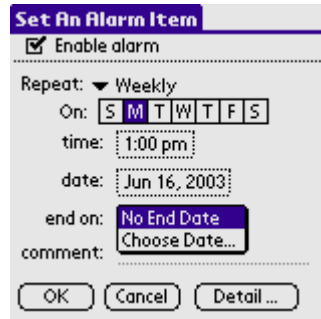 Set An Alarm Item
Enable alarm
Repeat: Weekly
On: S M T W T F S
time: 1:00 pm
date: Jun 16, 2003
end on: No End Date
Choose Date...
comment:
OK Cancel Detail ...